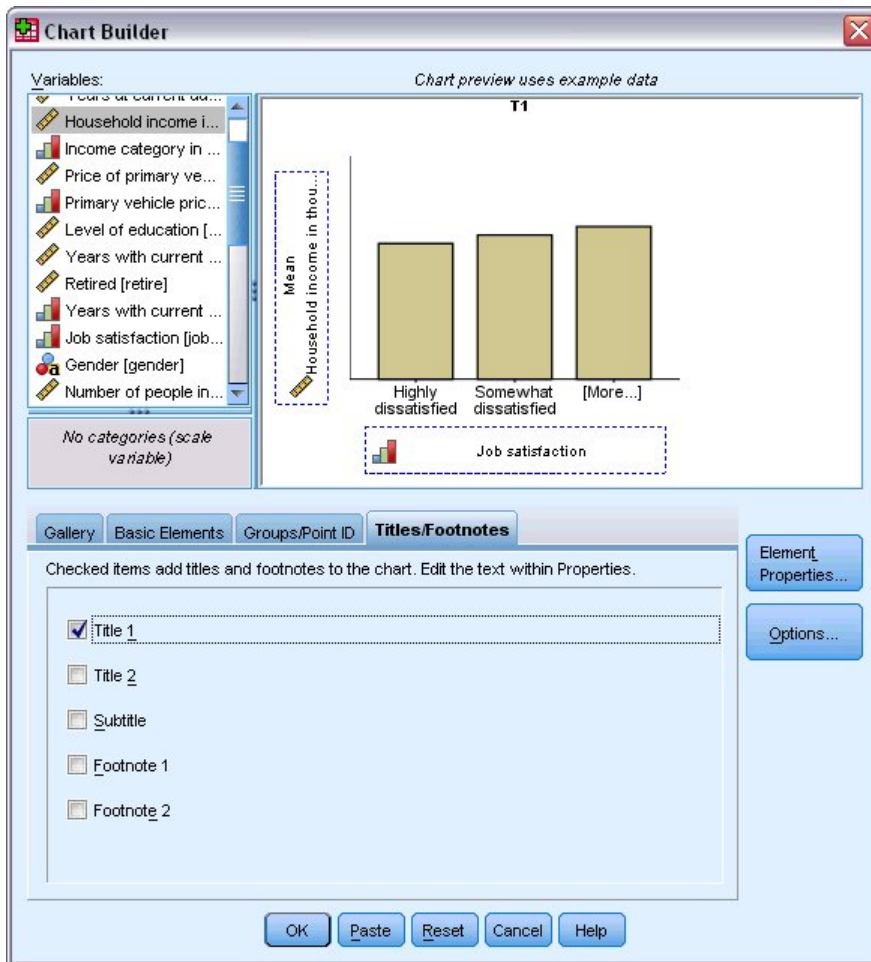 Chart Builder
Variables:
Household income i...
Income category in ...
Price of primary ve...
Primary vehicle pric...
Level of education [...
Years with current ...
Retired [retire]
Years with current ...
Job satisfaction [job...
Gender [gender]
Number of people in...
No categories (scale
variable)
Chart preview uses example data
T1
Mean
Household income in thou...
Highly
dissatisfied
Somewhat
dissatisfied
[More...]
Job satisfaction
Gallery
Basic Elements
Groups/Point ID
Titles/Footnotes
Checked items add titles and footnotes to the chart. Edit the text within Properties.
Title 1
Title 2
Subtitle
Footnote 1
Footnote 2
Element
Properties...
Options...
OK
Paste
Reset
Cancel
Help